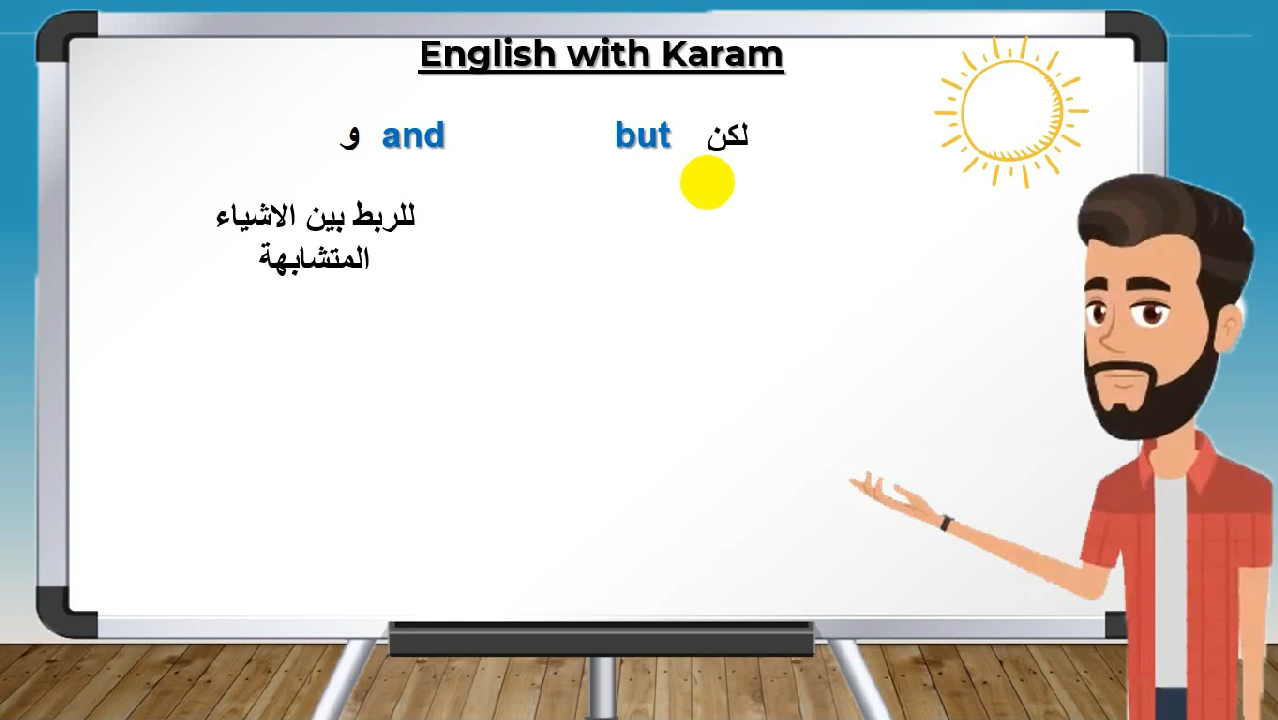 English with Karam
و and
but لكن
للربط بين الاشياء
المتشابهة